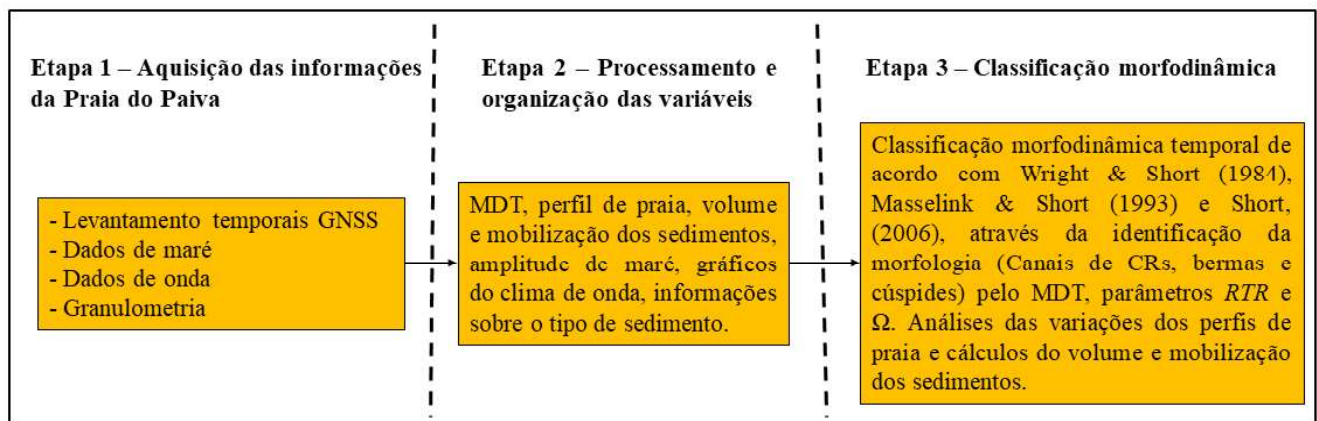 Etapa 1 – Aquisição das informações
da Praia do Paiva
- Levantamento temporais GNSS
- Dados de maré
- Dados de onda
- Granulometria
Etapa 2 – Processamento e
organização das variáveis
MDT, perfil de praia, volume
e mobilização dos sedimentos,
amplitude de maré, gráficos
do clima de onda, informações
sobre o tipo de sedimento.
Etapa 3 – Classificação morfodinâmica
Classificação morfodinâmica temporal de
acordo com Wright & Short (1984),
Masselink & Short (1993) e Short,
(2006), através da identificação da
morfologia (Canais de CRs, bermas e
cúspides) pelo MDT, parâmetros RTR e
Ω. Análises das variações dos perfis de
praia e cálculos do volume e mobilização
dos sedimentos.